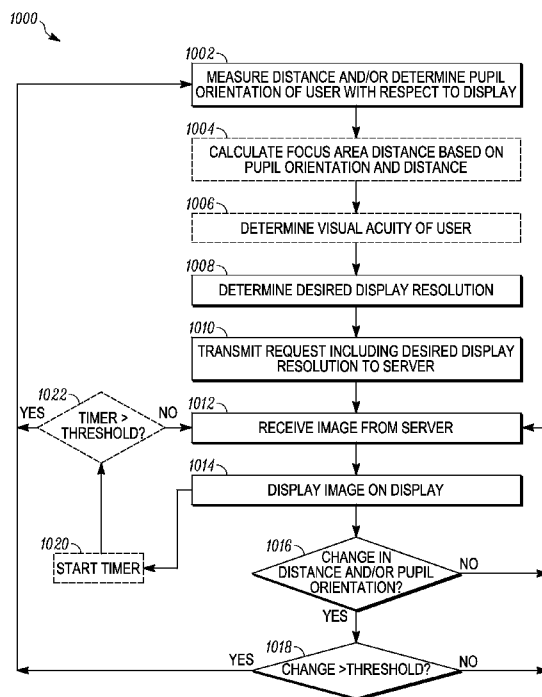 1000
1002
MEASURE DISTANCE AND/OR DETERMINE PUPIL
ORIENTATION OF USER WITH RESPECT TO DISPLAY
1004
CALCULATE FOCUS AREA DISTANCE BASED ON
PUPIL ORIENTATION AND DISTANCE
1006
DETERMINE VISUAL ACUITY OF USER
1008
DETERMINE DESIRED DISPLAY RESOLUTION
1010
TRANSMIT REQUEST INCLUDING DESIRED DISPLAY
RESOLUTION TO SERVER
1022
YES
TIMER >
THRESHOLD?
NO
1012
RECEIVE IMAGE FROM SERVER
1014
DISPLAY IMAGE ON DISPLAY
1020
START TIMER
1016
CHANGE IN
DISTANCE AND/OR PUPIL
ORIENTATION?
NO
YES
1018
YES
CHANGE >THRESHOLD?
NO